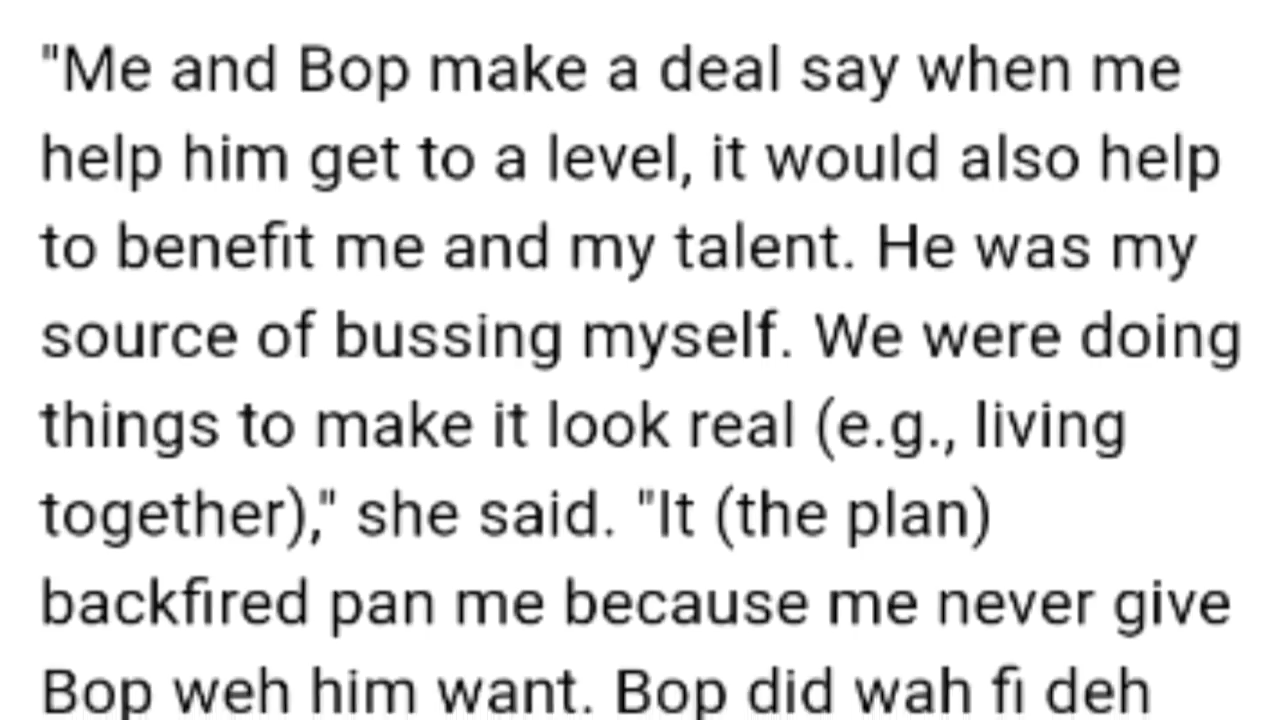 "Me and Bop make a deal say when me
help him get to a level, it would also help
to benefit me and my talent. He was my
source of bussing myself. We were doing
things to make it look real (e.g., living
together)," she said. "It (the plan)
backfired pan me because me never give
Bop weh him want. Bop did wah fi deh